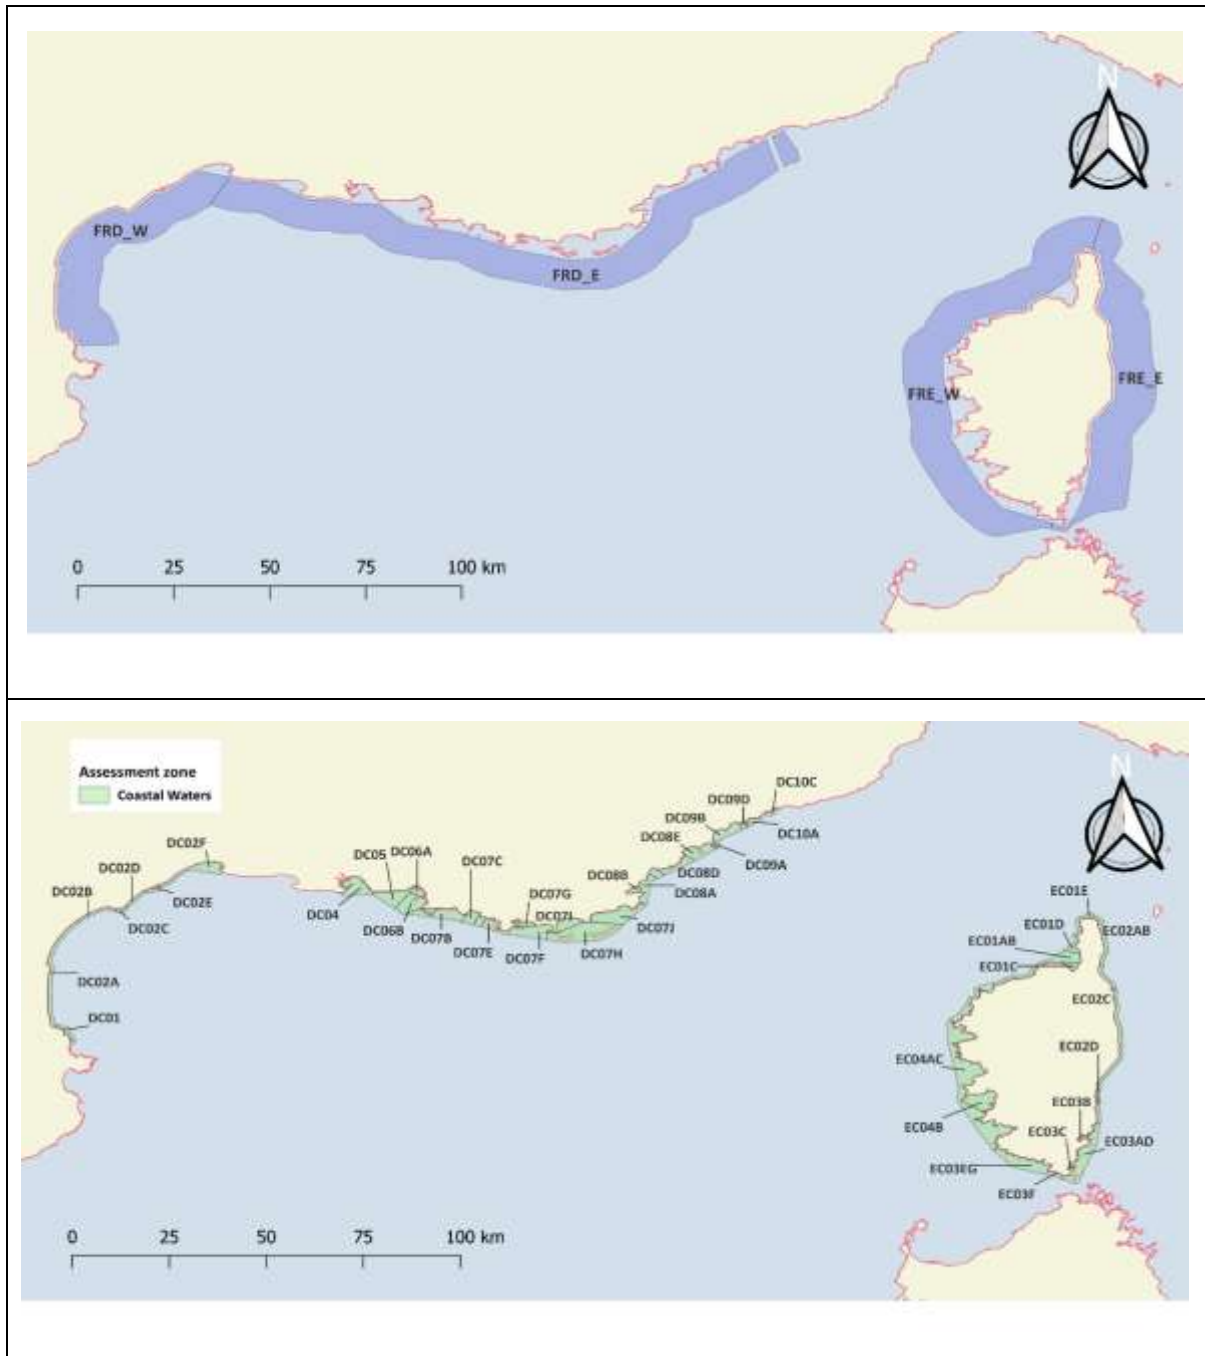 N
FRD_W
FRD_E
FRE_W
FRE_E
0 25 50 75 100 km
Assessment zone
Coastal Waters
N
DC10C
DC09D
DC09B
DC10A
DC08E
DC09A
DC02F
DC05
DC06A
DC07C
DC02D
DC08D
DC02B
DC02E
DC08B
DC08A
DC07G
DC04
DC07I
DC02C
DC06B
DC07B
DC07J
DC07E
DC07F
DC07H
EC01E
EC01D
EC02AB
EC01AB
EC01C
DC02A
EC02C
DC01
EC02D
EC04AC
EC03B
EC04B
EC03C
EC03AD
EC03EG
EC03F
0 25 50 75 100 km